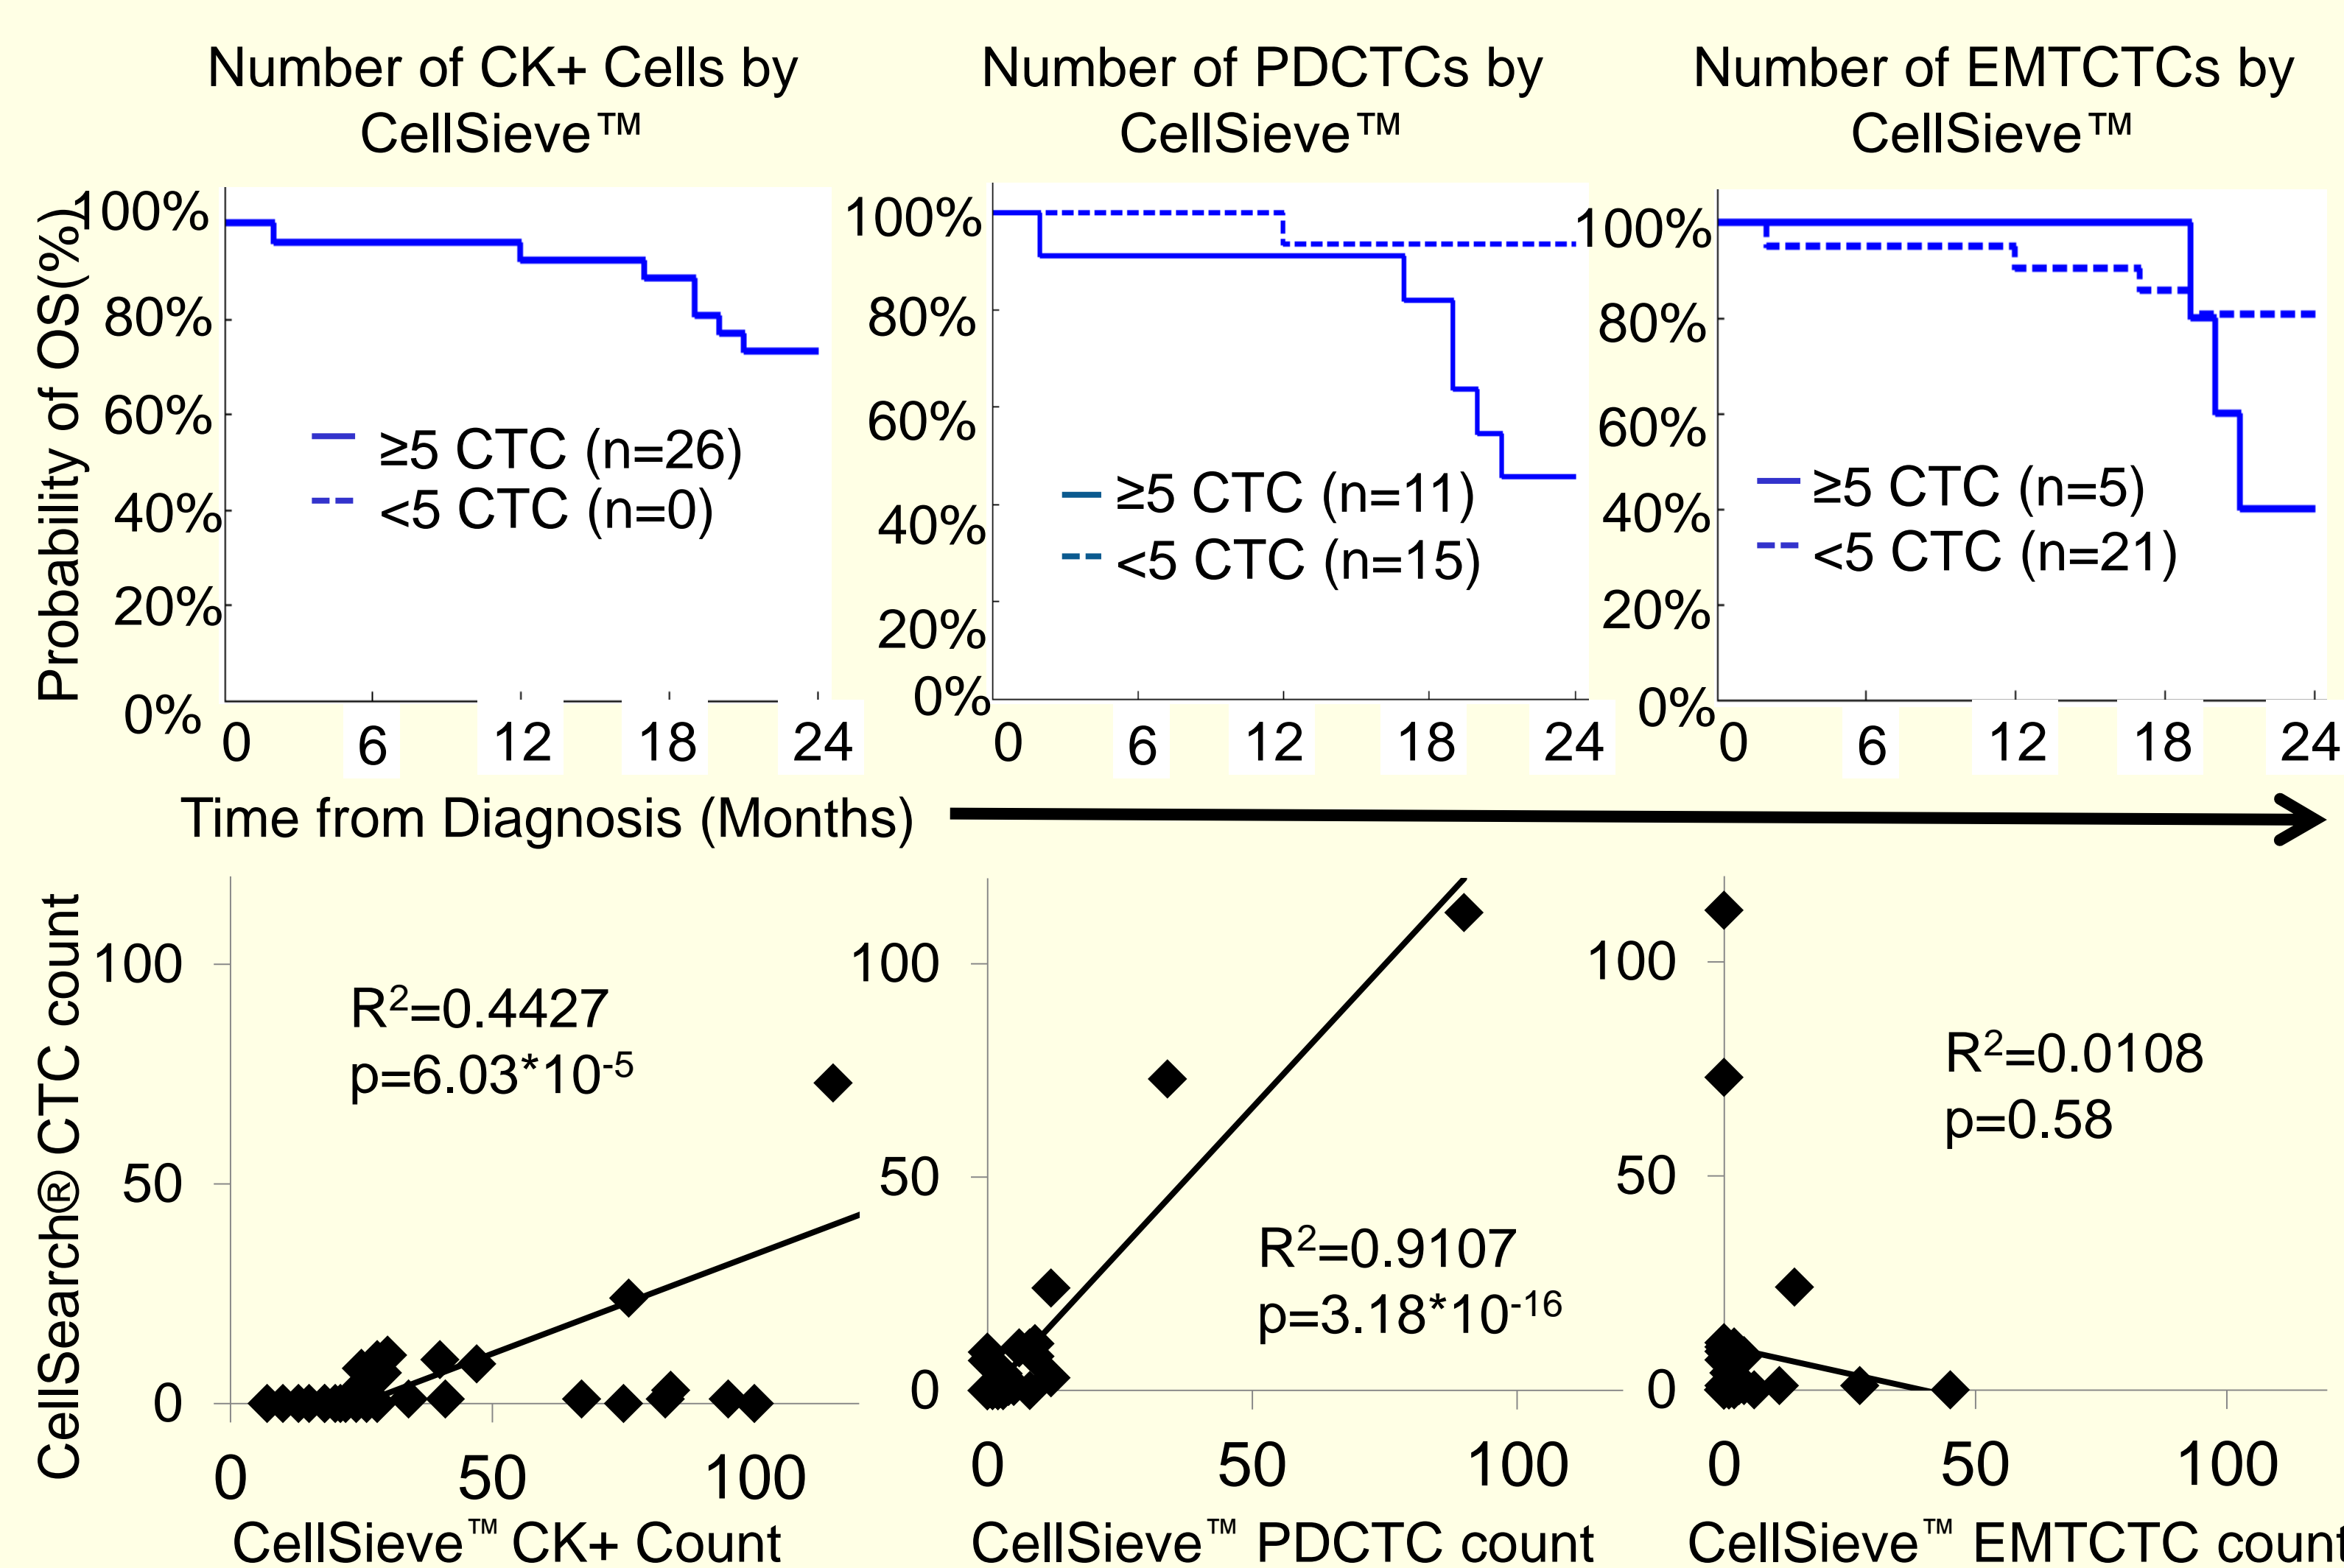 Number of CK+ Cells by
CellSieve™
Number of PDCTCs by
CellSieve™
Number of EMTCTCs by
CellSieve™
Probability of OS(%)
100%
80%
60%
40%
20%
0%
≥5 CTC (n=26)
<5 CTC (n=0)
0 6 12 18 24
100%
80%
60%
40%
20%
0%
≥5 CTC (n=11)
<5 CTC (n=15)
0 6 12 18 24
100%
80%
60%
40%
20%
0%
≥5 CTC (n=5)
<5 CTC (n=21)
0 6 12 18 24
Time from Diagnosis (Months)
CellSearch® CTC count
100
50
0
R²=0.4427
p=6.03*10⁻⁵
0 50 100
CellSieve™ CK+ Count
100
50
0
R²=0.9107
p=3.18*10⁻¹⁶
0 50 100
CellSieve™ PDCTC count
100
50
0
R²=0.0108
p=0.58
0 50 100
CellSieve™ EMTCTC count